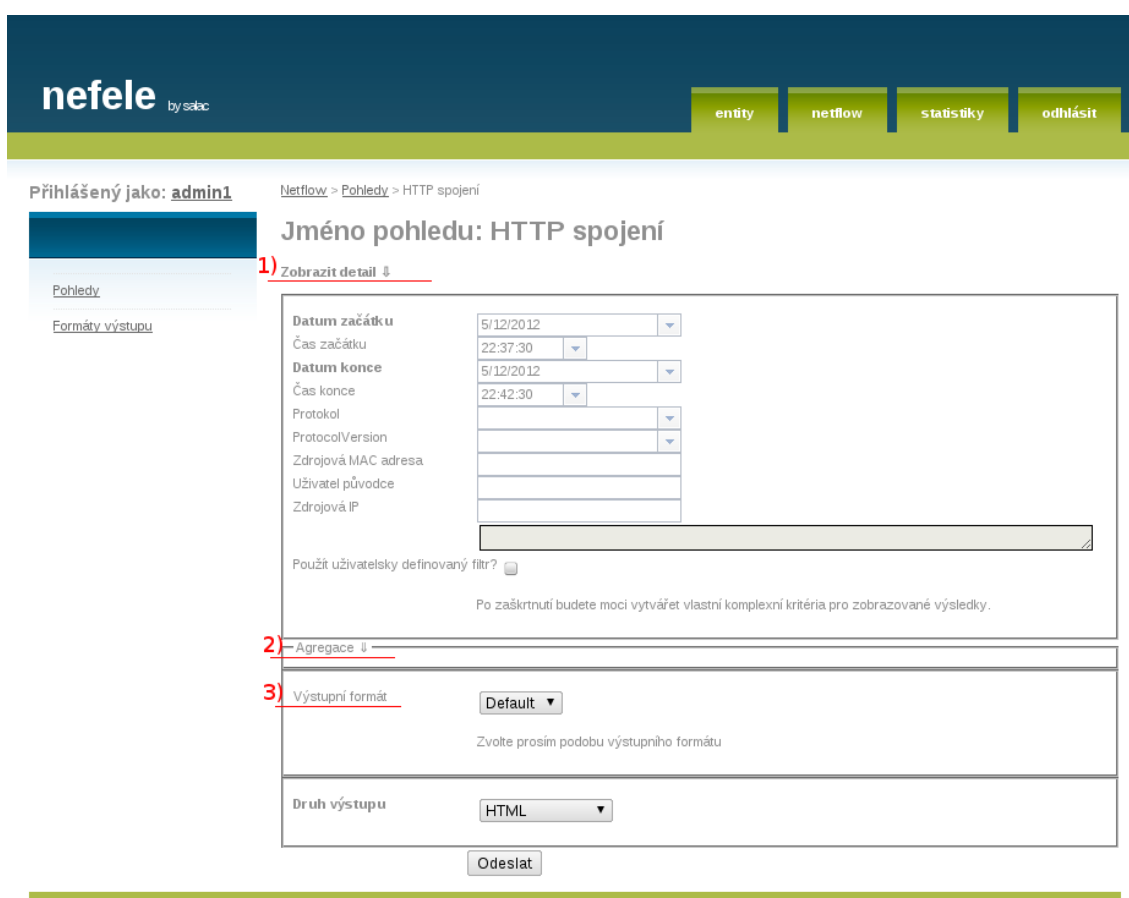 nefele by salac
entity netflow statistiky odhlásit
Přihlášený jako: admin1
Netflow > Pohledy > HTTP spojení
Pohledy
Formáty výstupu
Jméno pohledu: HTTP spojení
1) Zobrazit detail ⇓
Datum začátku 5/12/2012
Čas začátku 22:37:30
Datum konce 5/12/2012
Čas konce 22:42:30
Protokol
ProtocolVersion
Zdrojová MAC adresa
Uživatel původce
Zdrojová IP
Použít uživatelsky definovaný filtr?
Po zaškrtnutí budete moci vytvářet vlastní komplexní kritéria pro zobrazované výsledky.
2) Agregace ⇓
3) Výstupní formát Default
Zvolte prosím podobu výstupního formátu
Druh výstupu HTML
Odeslat